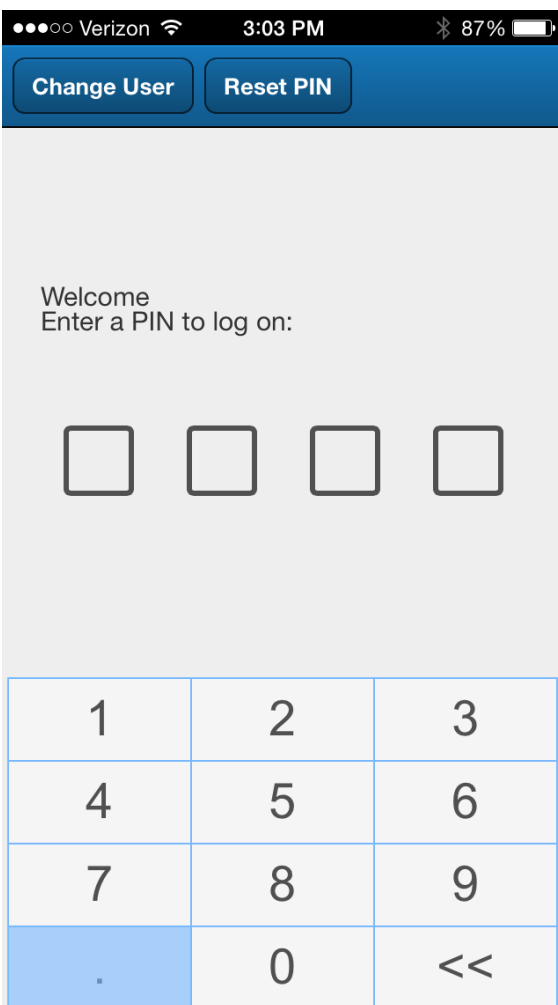 Verizon 3:03 PM 87%
Change User Reset PIN
Welcome
Enter a PIN to log on:
1 2 3
4 5 6
7 8 9
. 0 <<